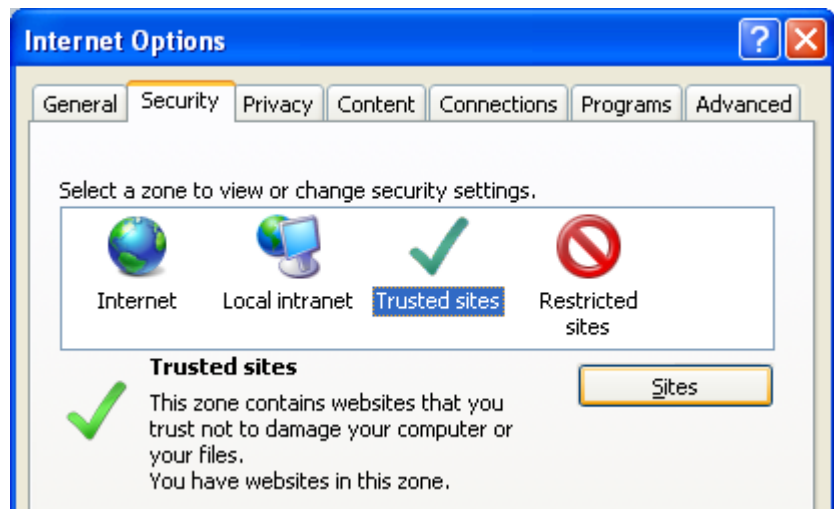 Internet Options
General Security Privacy Content Connections Programs Advanced
Select a zone to view or change security settings.
Internet Local intranet Trusted sites Restricted
sites
Trusted sites
Sites
This zone contains websites that you
trust not to damage your computer or
your files.
You have websites in this zone.